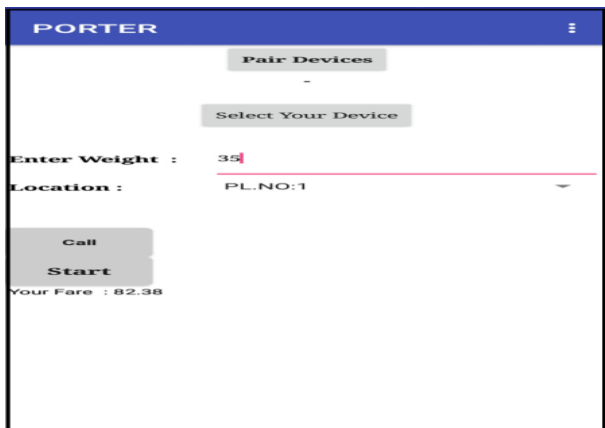 PORTER
Pair Devices
-
Select Your Device
Enter Weight : 35
Location : PL.NO:1
Call
Start
Your Fare : 82.38